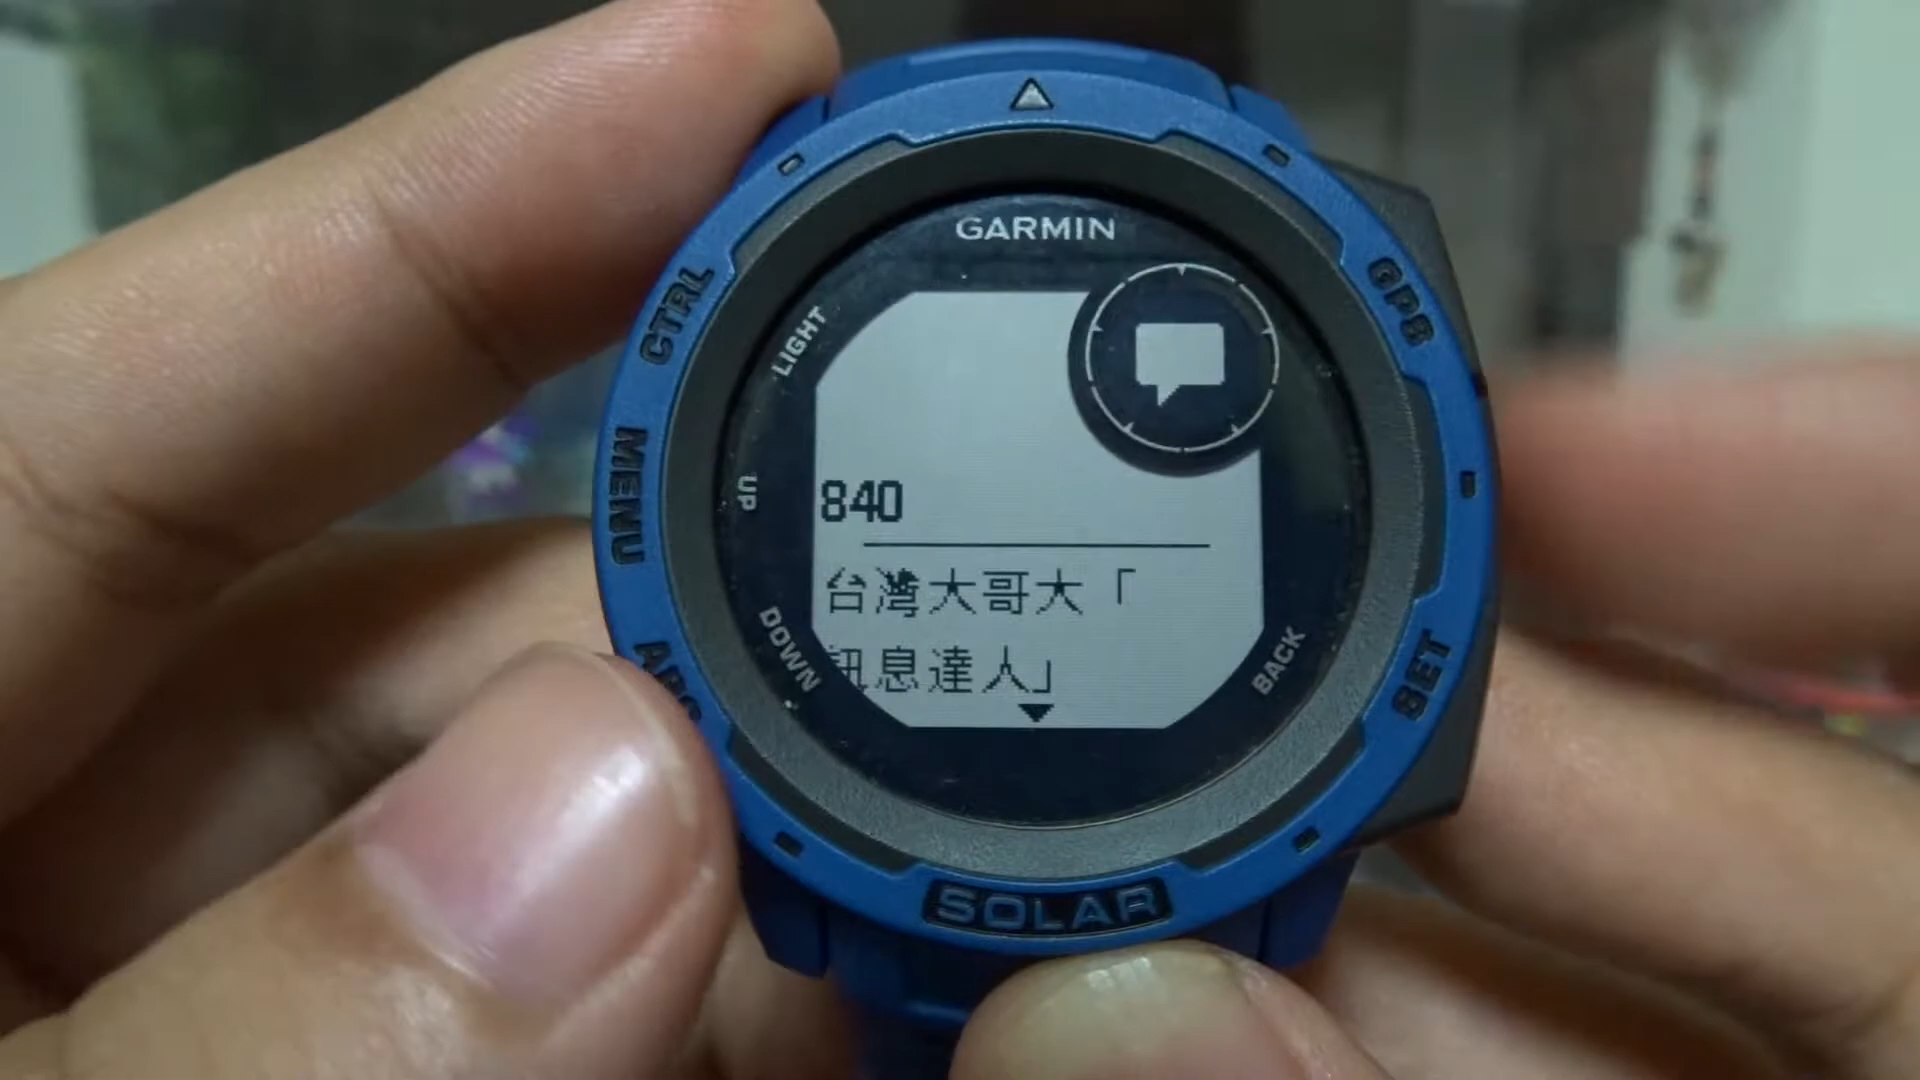 GARMIN
CTRL
LIGHT
GPS
MENU
UP
840
台灣大哥大「
訊息達人」
DOWN
BACK
SET
SOLAR